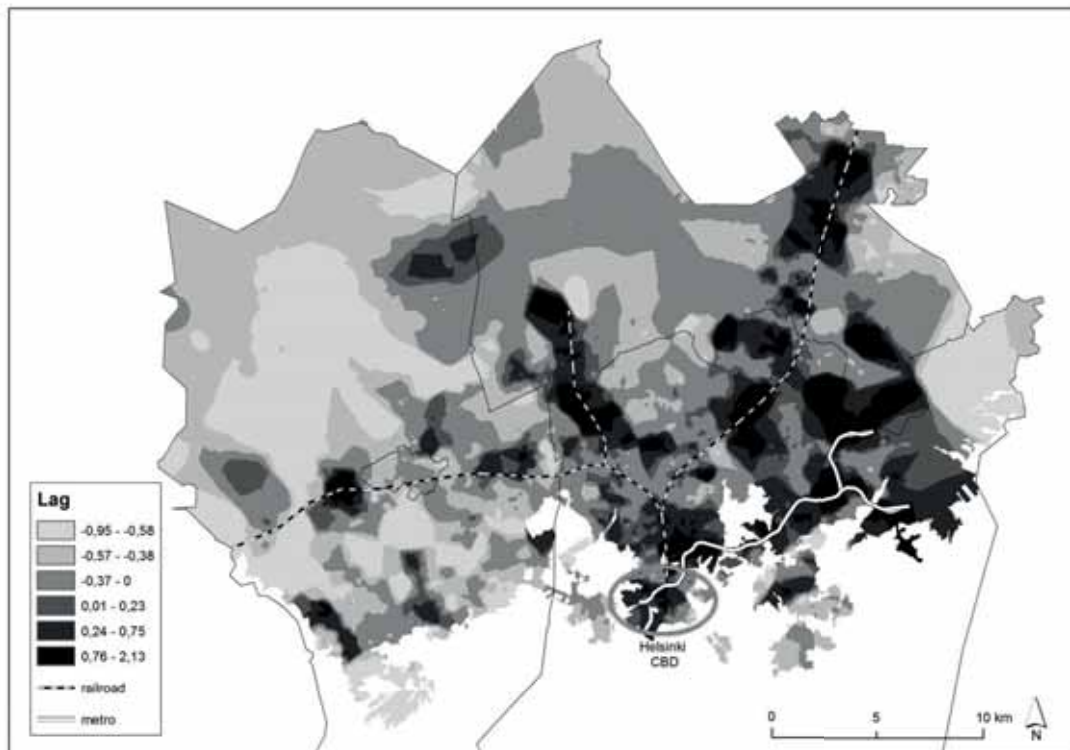 Lag
-0,95 - -0,58
-0,57 - -0,38
-0,37 - 0
0,01 - 0,23
0,24 - 0,75
0,76 - 2,13
railroad
metro
Helsinki
CBD
0 5 10 km
N